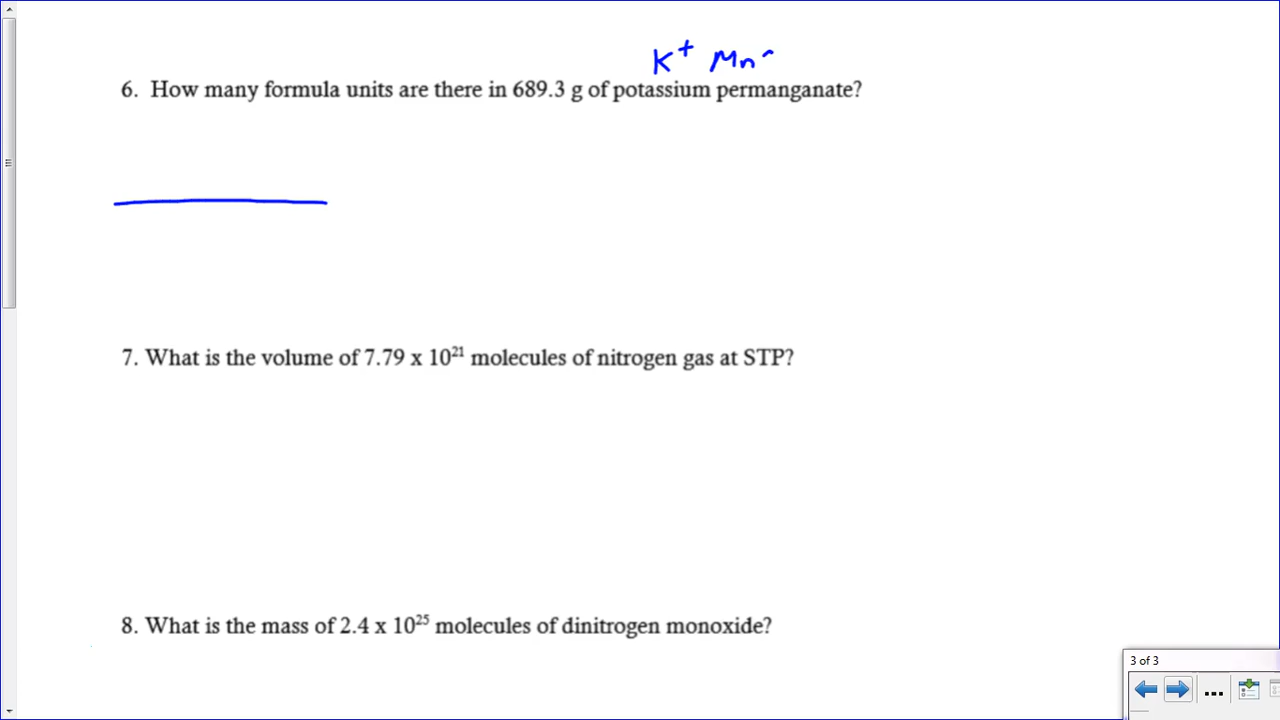 K⁺ Mn
6. How many formula units are there in 689.3 g of potassium permanganate?
7. What is the volume of 7.79 x 10²¹ molecules of nitrogen gas at STP?
8. What is the mass of 2.4 x 10²⁵ molecules of dinitrogen monoxide?
3 of 3
...